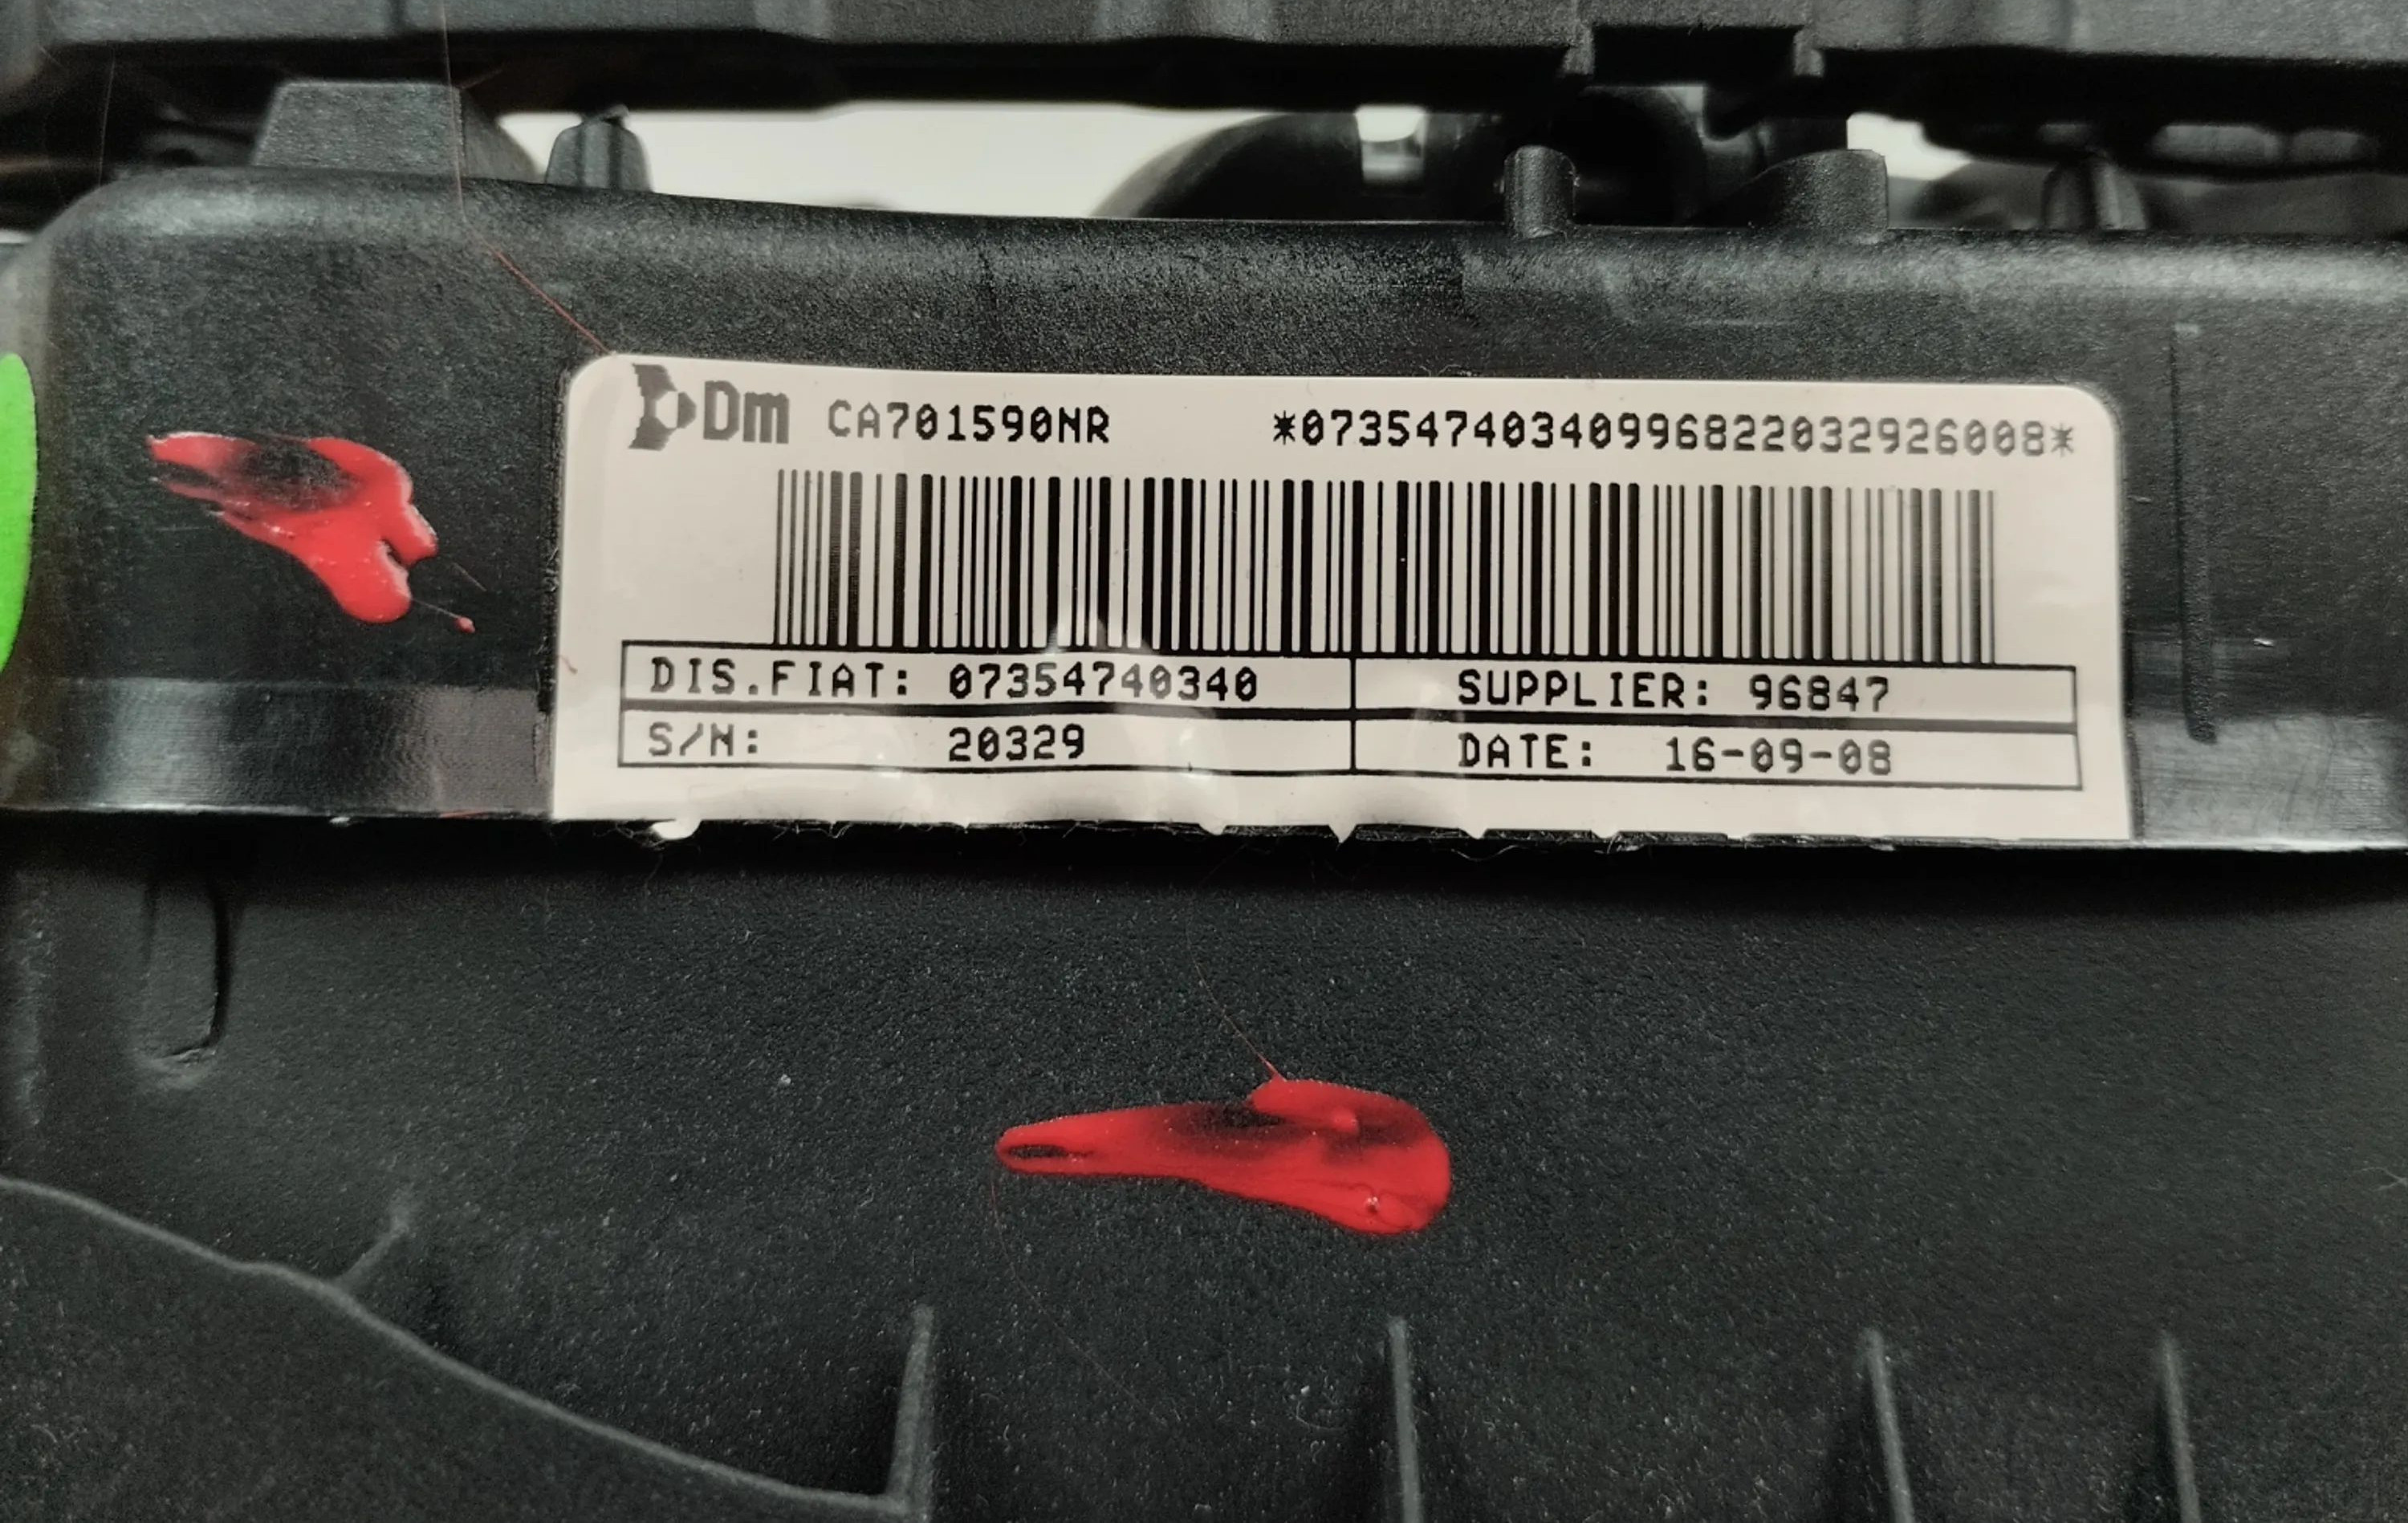 Dm CA701590NR *07354740340996822032926008*
DIS.FIAT: 07354740340 SUPPLIER: 96847
S/N: 20329 DATE: 16-09-08